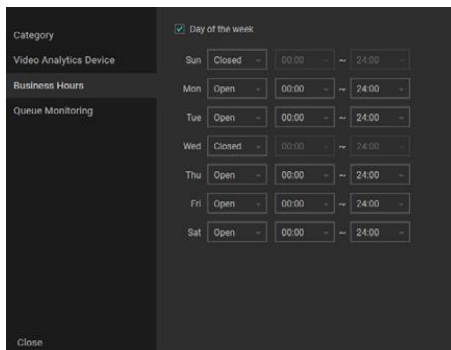 Category
Video Analytics Device
Business Hours
Queue Monitoring
Close
Day of the week
Sun Closed 00:00 ~ 24:00
Mon Open 00:00 ~ 24:00
Tue Open 00:00 ~ 24:00
Wed Closed 00:00 ~ 24:00
Thu Open 00:00 ~ 24:00
Fri Open 00:00 ~ 24:00
Sat Open 00:00 ~ 24:00